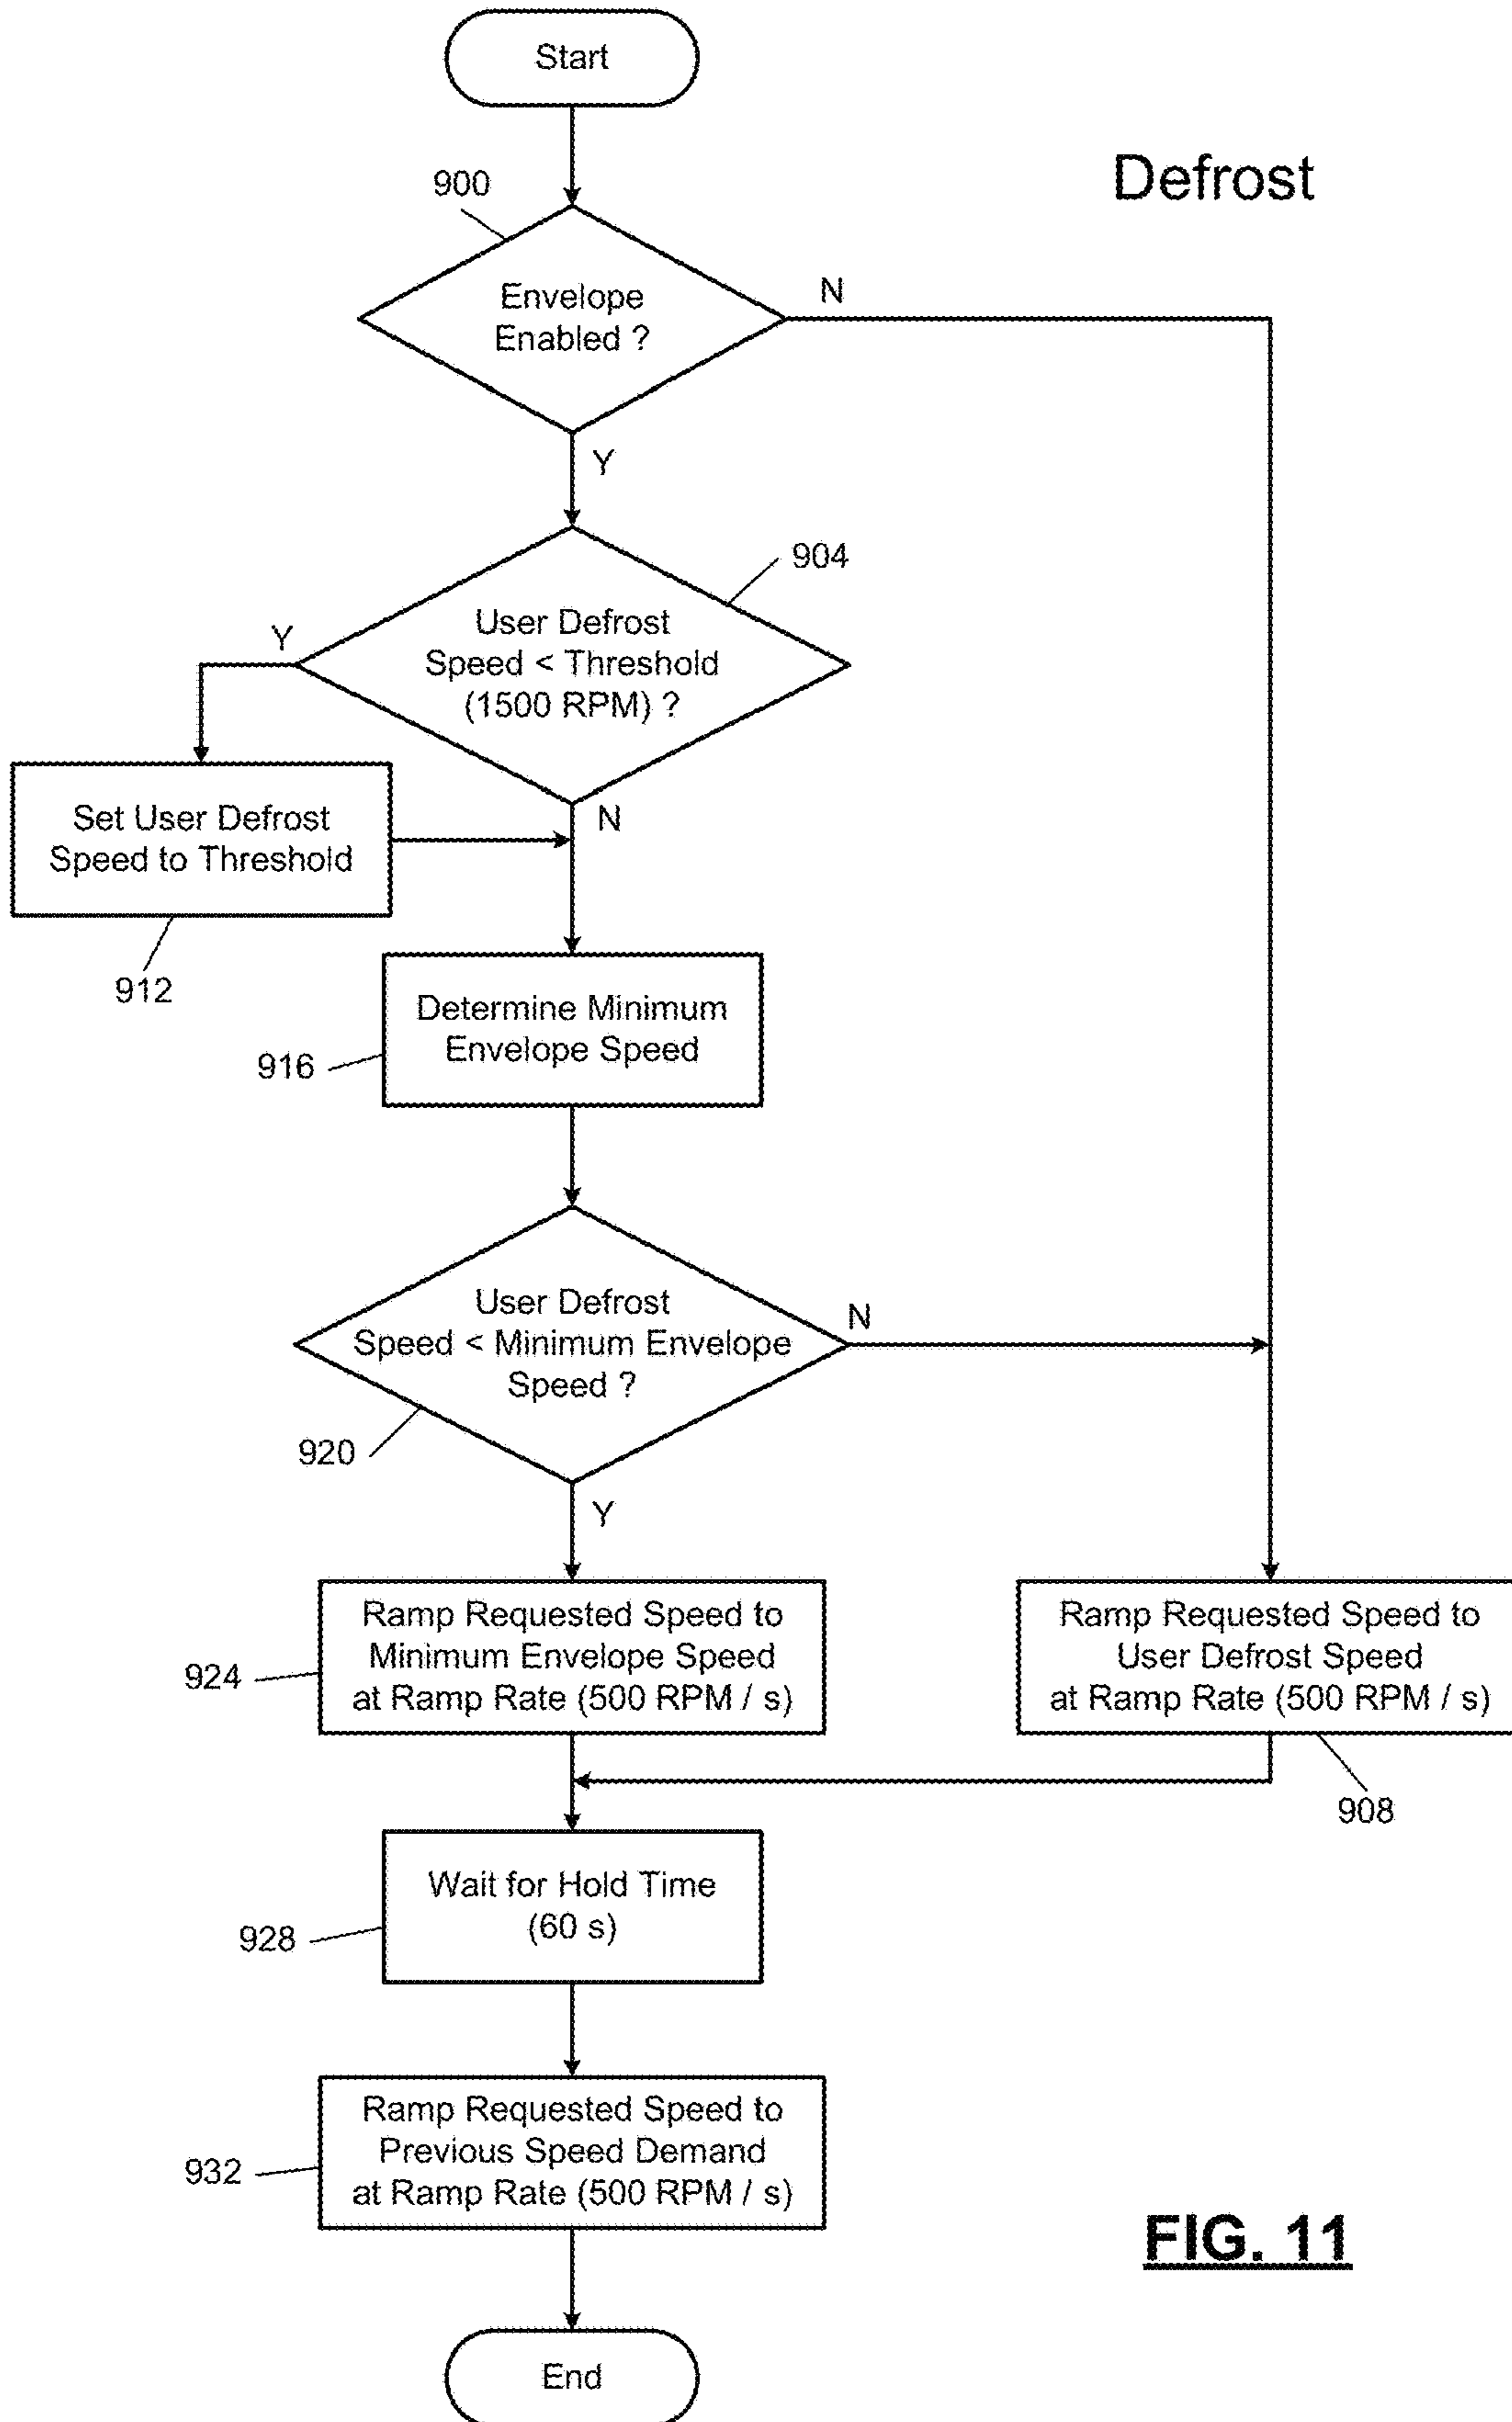 Start
Defrost
900
Envelope
Enabled ?
N
Y
904
User Defrost
Speed < Threshold
(1500 RPM) ?
Y
N
Set User Defrost
Speed to Threshold
912
Determine Minimum
Envelope Speed
916
User Defrost
Speed < Minimum Envelope
Speed ?
N
920
Y
Ramp Requested Speed to
Minimum Envelope Speed
at Ramp Rate (500 RPM / s)
924
Ramp Requested Speed to
User Defrost Speed
at Ramp Rate (500 RPM / s)
908
Wait for Hold Time
(60 s)
928
Ramp Requested Speed to
Previous Speed Demand
at Ramp Rate (500 RPM / s)
932
FIG. 11
End